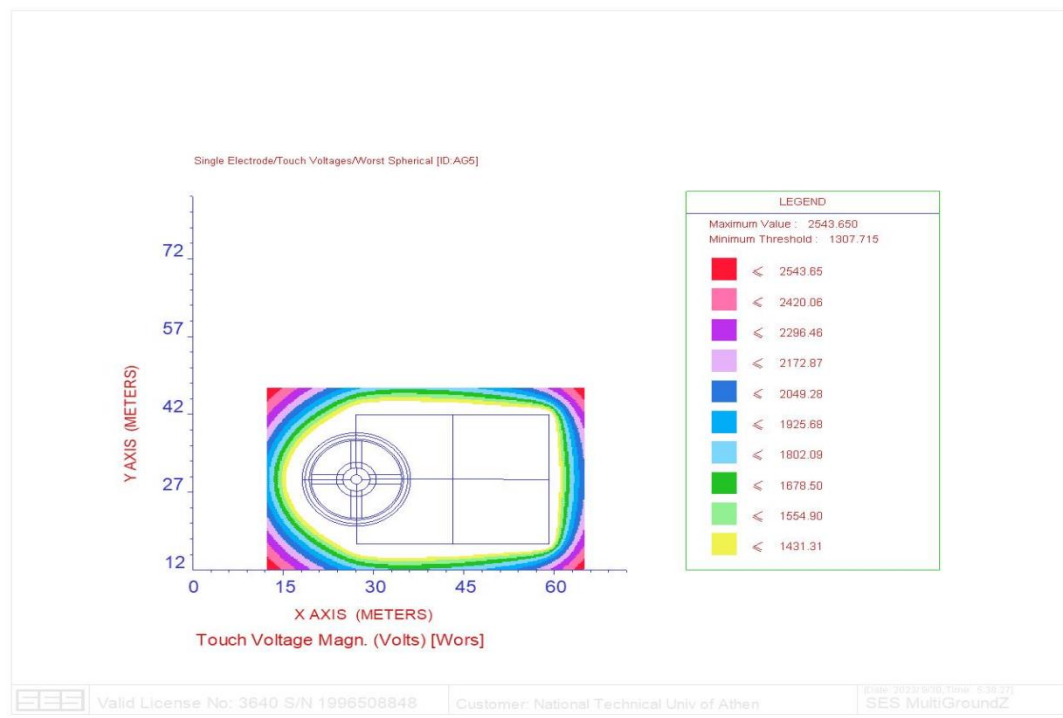 Single Electrode/Touch Voltages/Worst Spherical [ID:AG5]
LEGEND
Maximum Value : 2543.650
Minimum Threshold : 1307.715
⩽ 2543.65
⩽ 2420.06
⩽ 2296.46
⩽ 2172.87
⩽ 2049.28
⩽ 1925.68
⩽ 1802.09
⩽ 1678.50
⩽ 1554.90
⩽ 1431.31
Y AXIS (METERS)
72
57
42
27
12
0 15 30 45 60
X AXIS (METERS)
Touch Voltage Magn. (Volts) [Wors]
SES
Valid License No: 3640 S/N 1996508848
Customer: National Technical Univ of Athen
SES MultiGroundZ